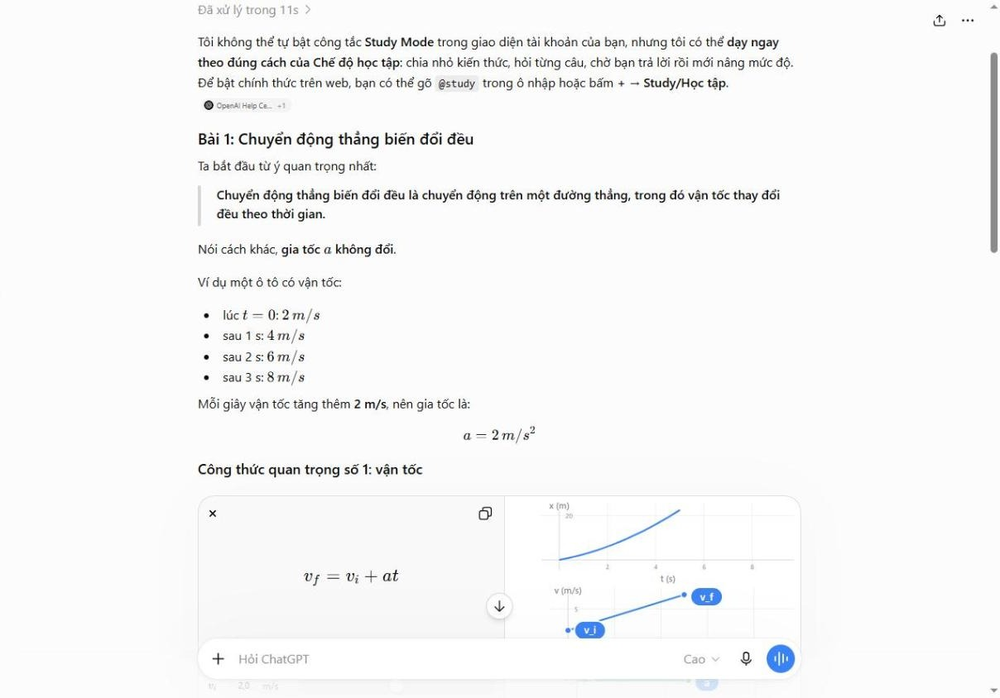 Đã xử lý trong 11s >
Tôi không thể tự bật công tắc Study Mode trong giao diện tài khoản của bạn, nhưng tôi có thể dạy ngay
theo đúng cách của Chế độ học tập: chia nhỏ kiến thức, hỏi từng câu, chờ bạn trả lời rồi mới nâng mức độ.
Để bật chính thức trên web, bạn có thể gõ @study trong ô nhập hoặc bấm + → Study/Học tập.
OpenAI Help Ce... +1
Bài 1: Chuyển động thẳng biến đổi đều
Ta bắt đầu từ ý quan trọng nhất:
Chuyển động thẳng biến đổi đều là chuyển động trên một đường thẳng, trong đó vận tốc thay đổi
đều theo thời gian.
Nói cách khác, gia tốc a không đổi.
Ví dụ một ô tô có vận tốc:
• lúc t = 0: 2 m/s
• sau 1 s: 4 m/s
• sau 2 s: 6 m/s
• sau 3 s: 8 m/s
Mỗi giây vận tốc tăng thêm 2 m/s, nên gia tốc là:
a = 2 m/s²
Công thức quan trọng số 1: vận tốc
v_f = v_i + at
x (m)
20
2 4 6 8
t (s)
v (m/s)
5
v_f
v_i
Hỏi ChatGPT
Cao
v_i 2,0 m/s
a